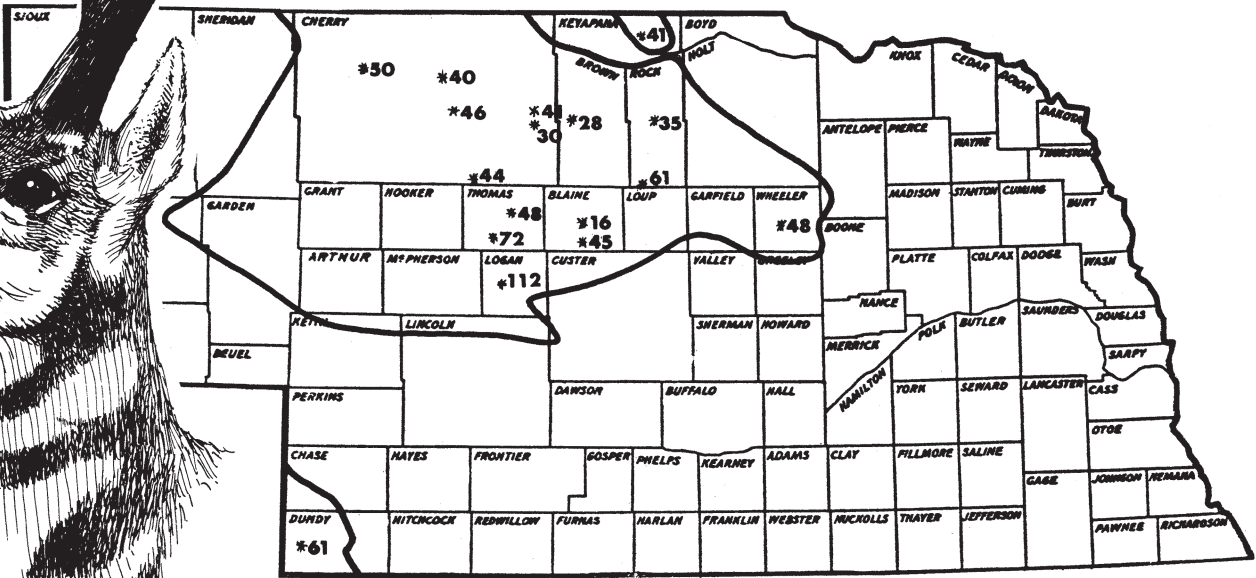 SIOUX
SHERIDAN
CHERRY
KEYAPAHA
BOYD
*41
HOLT
BROWN
ROCK
KNOX
CEDAR
DIXON
DAKOTA
*50
*40
*46
*41
*30
*28
*35
ANTELOPE
PIERCE
WAYNE
THURSTON
*44
*61
GRANT
HOOKER
THOMAS
BLAINE
LOUP
GARFIELD
WHEELER
MADISON
STANTON
CUMING
BURT
GARDEN
*48
*16
*48
BOONE
*72
*45
ARTHUR
McPHERSON
LOGAN
CUSTER
VALLEY
GREELEY
PLATTE
COLFAX
DODGE
WASH
*112
NANCE
KEITH
LINCOLN
SHERMAN
HOWARD
MERRICK
POLK
BUTLER
SAUNDERS
DOUGLAS
DEUEL
SARPY
PERKINS
DAWSON
BUFFALO
HALL
HAMILTON
YORK
SEWARD
LANCASTER
CASS
OTOE
CHASE
HAYES
FRONTIER
GOSPER
PHELPS
KEARNEY
ADAMS
CLAY
FILLMORE
SALINE
GAGE
JOHNSON
NEMAHA
DUNDY
HITCHCOCK
REDWILLOW
FURNAS
HARLAN
FRANKLIN
WEBSTER
NUCKOLLS
THAYER
JEFFERSON
PAWNEE
RICHARDSON
*61